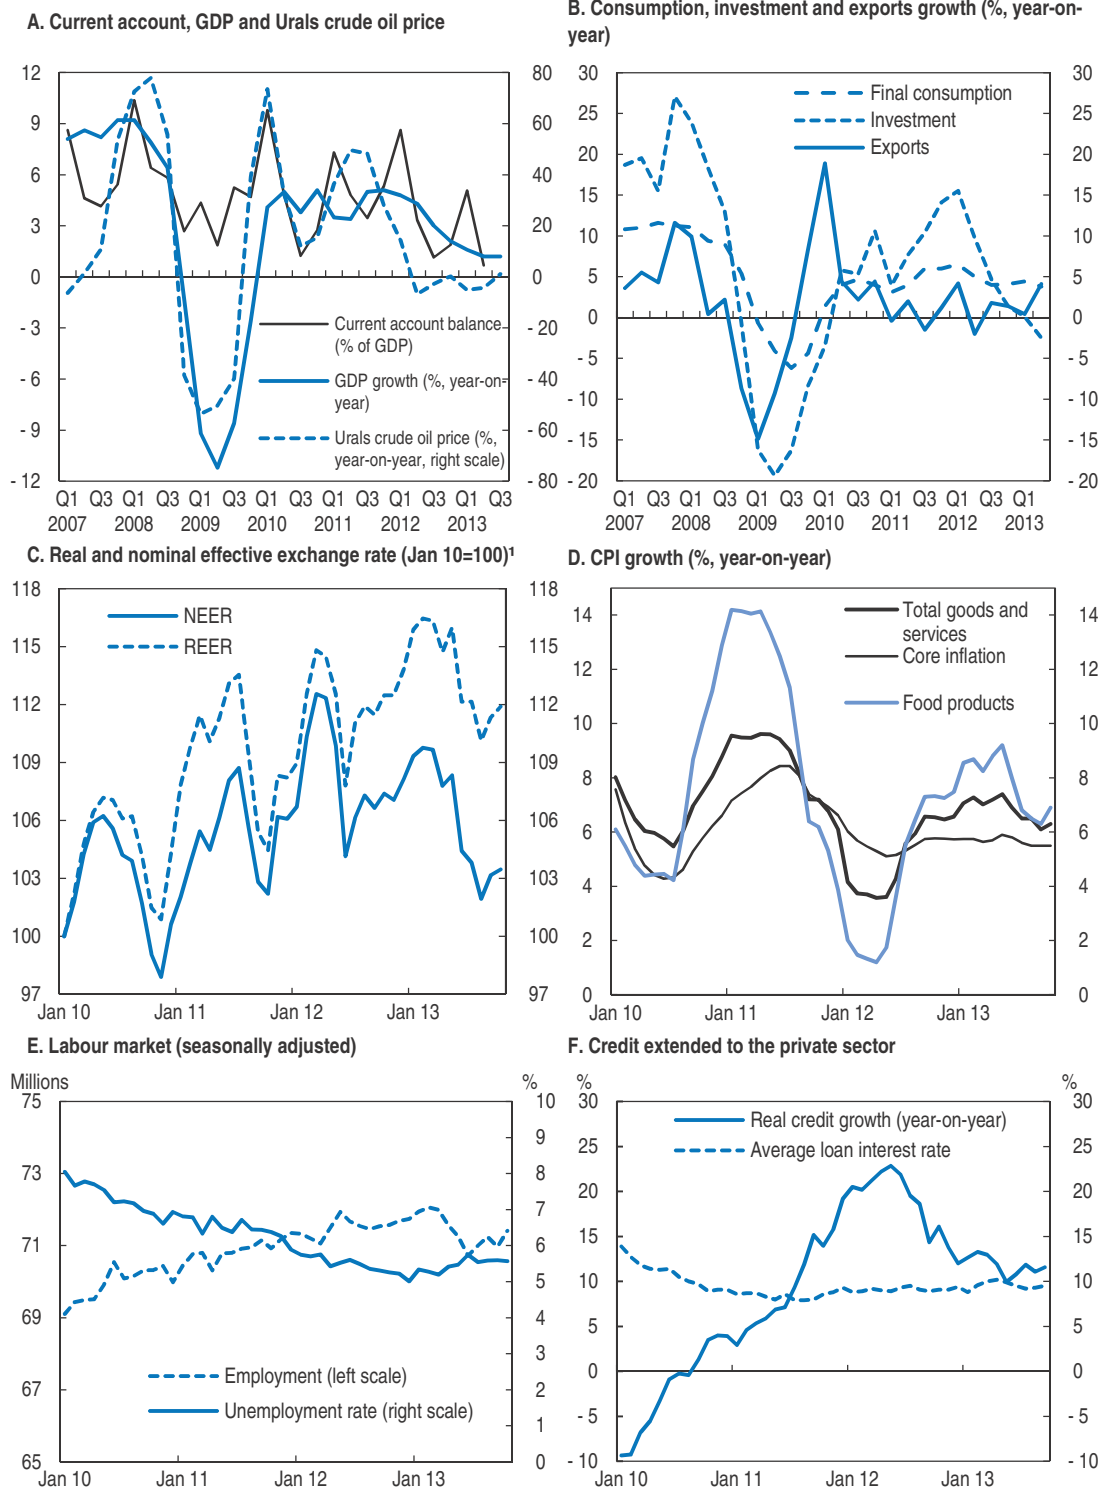 A. Current account, GDP and Urals crude oil price
12 80
9 60
6 40
3 20
0 0
- 3 - 20
- 6 - 40
- 9 - 60
- 12 - 80
Current account balance
(% of GDP)
GDP growth (%, year-on-
year)
Urals crude oil price (%,
year-on-year, right scale)
Q1 Q3 Q1 Q3 Q1 Q3 Q1 Q3 Q1 Q3 Q1 Q3 Q1 Q3
2007 2008 2009 2010 2011 2012 2013
B. Consumption, investment and exports growth (%, year-on-
year)
30 30
25 25
20 20
15 15
10 10
5 5
0 0
- 5 - 5
- 10 - 10
- 15 - 15
- 20 - 20
Final consumption
Investment
Exports
Q1 Q3 Q1 Q3 Q1 Q3 Q1 Q3 Q1 Q3 Q1 Q3 Q1
2007 2008 2009 2010 2011 2012 2013
C. Real and nominal effective exchange rate (Jan 10=100)¹
118 118
115 115
112 112
109 109
106 106
103 103
100 100
97 97
NEER
REER
Jan 10 Jan 11 Jan 12 Jan 13
D. CPI growth (%, year-on-year)
14 14
12 12
10 10
8 8
6 6
4 4
2 2
0 0
Total goods and
services
Core inflation
Food products
Jan 10 Jan 11 Jan 12 Jan 13
E. Labour market (seasonally adjusted)
Millions %
75 10
9
73 8
7
71 6
5
69 4
3
67 2
1
65 0
Employment (left scale)
Unemployment rate (right scale)
Jan 10 Jan 11 Jan 12 Jan 13
F. Credit extended to the private sector
% %
30 30
25 25
20 20
15 15
10 10
5 5
0 0
- 5 - 5
- 10 - 10
Real credit growth (year-on-year)
Average loan interest rate
Jan 10 Jan 11 Jan 12 Jan 13